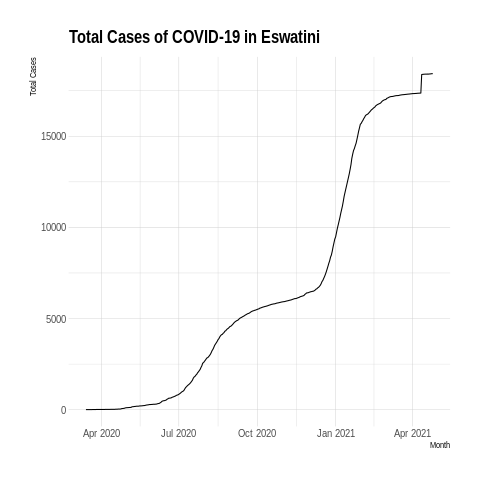 Total Cases of COVID-19 in Eswatini
Total Cases
15000
10000
5000
0
Apr 2020 Jul 2020 Oct 2020 Jan 2021 Apr 2021
Month